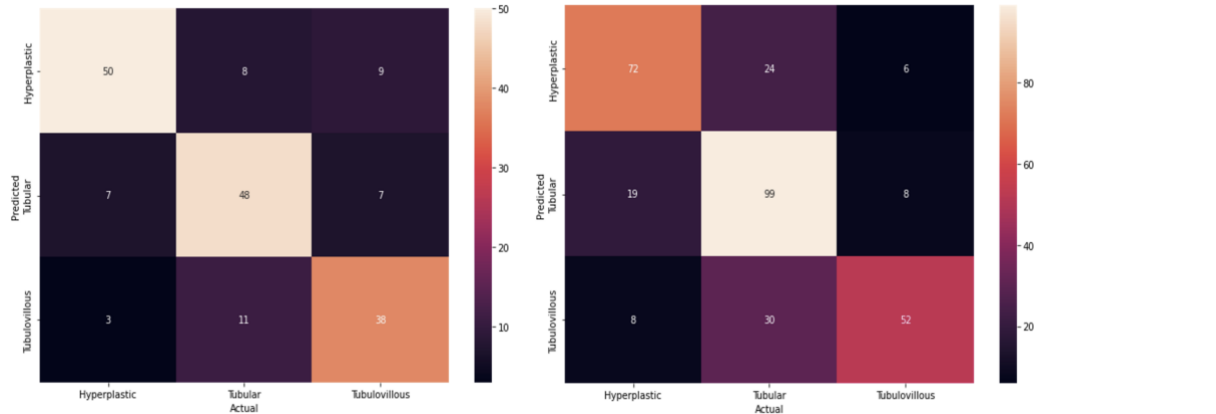 Hyperplastic
Predicted
Tubular
Tubulovillous
50 8 9
7 48 7
3 11 38
Hyperplastic Tubular Tubulovillous
Actual
50
40
30
20
10
Hyperplastic
Predicted
Tubular
Tubulovillous
72 24 6
19 99 8
8 30 52
Hyperplastic Tubular Tubulovillous
Actual
80
60
40
20